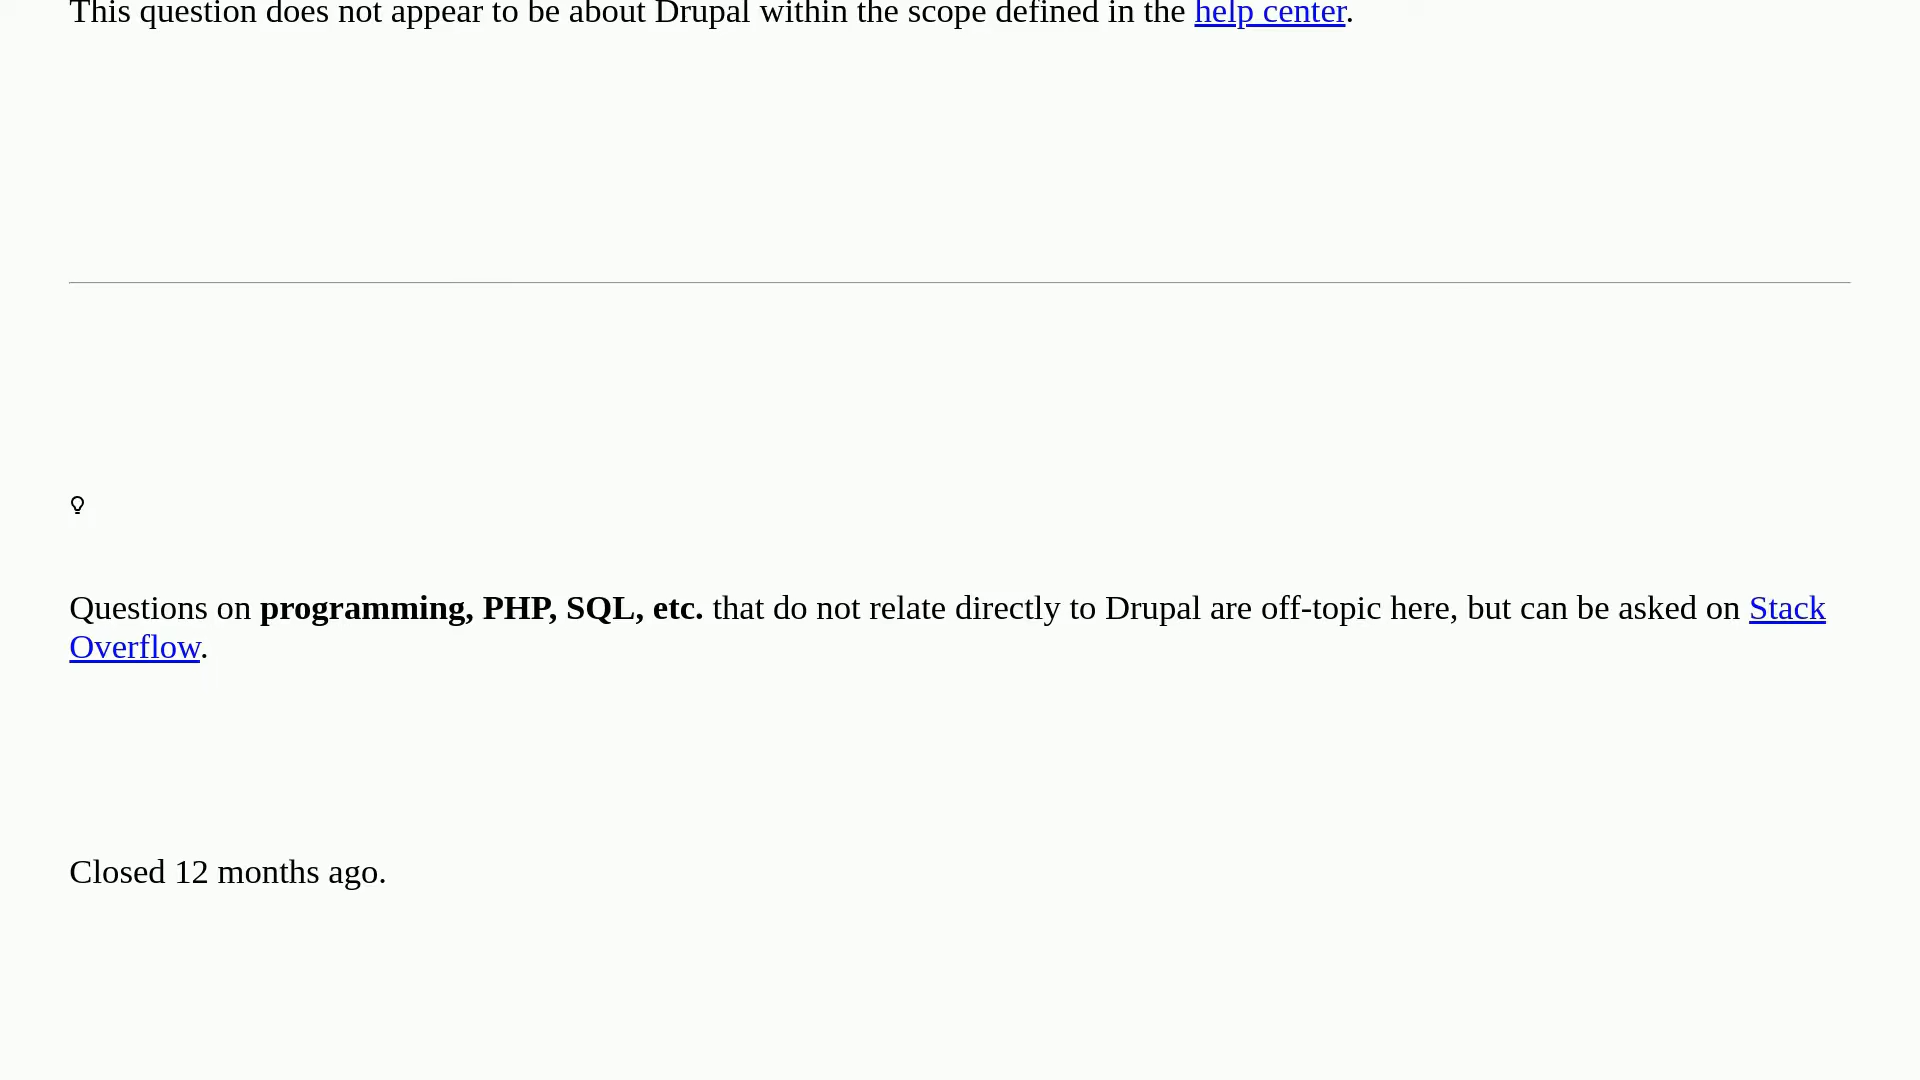 This question does not appear to be about Drupal within the scope defined in the help center.
Questions on programming, PHP, SQL, etc. that do not relate directly to Drupal are off-topic here, but can be asked on Stack
Overflow.
Closed 12 months ago.